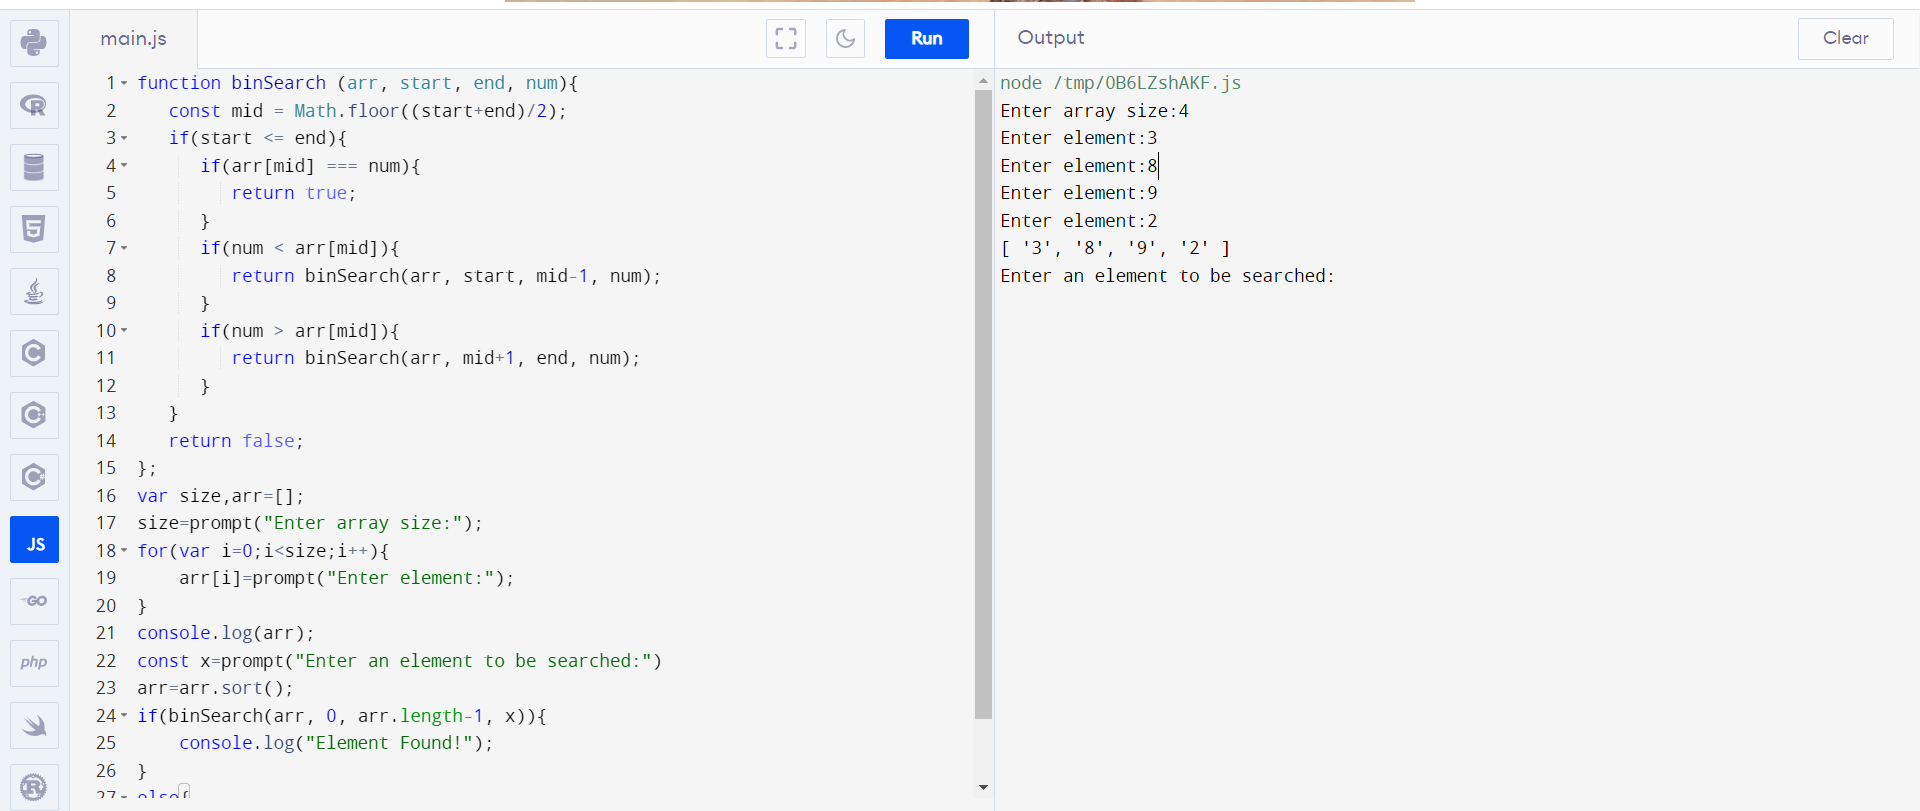 main.js
Run
Output
Clear
1 function binSearch (arr, start, end, num){
2 const mid = Math.floor((start+end)/2);
3 if(start <= end){
4 if(arr[mid] === num){
5 return true;
6 }
7 if(num < arr[mid]){
8 return binSearch(arr, start, mid-1, num);
9 }
10 if(num > arr[mid]){
11 return binSearch(arr, mid+1, end, num);
12 }
13 }
14 return false;
15 };
16 var size,arr=[];
17 size=prompt("Enter array size:");
18 for(var i=0;i<size;i++){
19 arr[i]=prompt("Enter element:");
20 }
21 console.log(arr);
22 const x=prompt("Enter an element to be searched:")
23 arr=arr.sort();
24 if(binSearch(arr, 0, arr.length-1, x)){
25 console.log("Element Found!");
26 }
27 else{
node /tmp/0B6LZshAKF.js
Enter array size:4
Enter element:3
Enter element:8
Enter element:9
Enter element:2
[ '3', '8', '9', '2' ]
Enter an element to be searched:
R
5
C
C
C
JS
GO
php
R